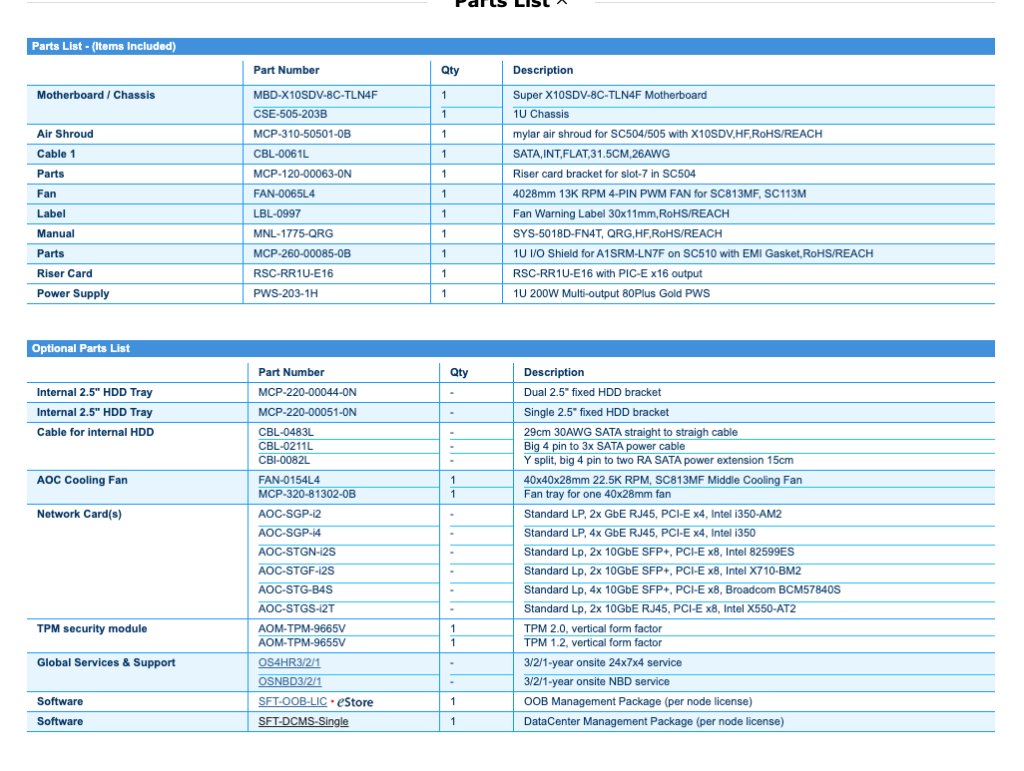 Parts List
Parts List - (Items Included)
Part Number Qty Description
Motherboard / Chassis MBD-X10SDV-8C-TLN4F 1 Super X10SDV-8C-TLN4F Motherboard
CSE-505-203B 1 1U Chassis
Air Shroud MCP-310-50501-0B 1 mylar air shroud for SC504/505 with X10SDV,HF,RoHS/REACH
Cable 1 CBL-0061L 1 SATA,INT,FLAT,31.5CM,26AWG
Parts MCP-120-00063-0N 1 Riser card bracket for slot-7 in SC504
Fan FAN-0065L4 1 4028mm 13K RPM 4-PIN PWM FAN for SC813MF, SC113M
Label LBL-0997 1 Fan Warning Label 30x11mm,RoHS/REACH
Manual MNL-1775-QRG 1 SYS-5018D-FN4T, QRG,HF,RoHS/REACH
Parts MCP-260-00085-0B 1 1U I/O Shield for A1SRM-LN7F on SC510 with EMI Gasket,RoHS/REACH
Riser Card RSC-RR1U-E16 1 RSC-RR1U-E16 with PIC-E x16 output
Power Supply PWS-203-1H 1 1U 200W Multi-output 80Plus Gold PWS
Optional Parts List
Part Number Qty Description
Internal 2.5" HDD Tray MCP-220-00044-0N - Dual 2.5" fixed HDD bracket
Internal 2.5" HDD Tray MCP-220-00051-0N - Single 2.5" fixed HDD bracket
Cable for internal HDD CBL-0483L - 29cm 30AWG SATA straight to straigh cable
CBL-0211L - Big 4 pin to 3x SATA power cable
CBl-0082L - Y split, big 4 pin to two RA SATA power extension 15cm
AOC Cooling Fan FAN-0154L4 1 40x40x28mm 22.5K RPM, SC813MF Middle Cooling Fan
MCP-320-81302-0B 1 Fan tray for one 40x28mm fan
Network Card(s) AOC-SGP-i2 - Standard LP, 2x GbE RJ45, PCI-E x4, Intel i350-AM2
AOC-SGP-i4 - Standard LP, 4x GbE RJ45, PCI-E x4, Intel i350
AOC-STGN-i2S - Standard Lp, 2x 10GbE SFP+, PCI-E x8, Intel 82599ES
AOC-STGF-i2S - Standard Lp, 2x 10GbE SFP+, PCI-E x8, Intel X710-BM2
AOC-STG-B4S - Standard Lp, 4x 10GbE SFP+, PCI-E x8, Broadcom BCM57840S
AOC-STGS-i2T - Standard Lp, 2x 10GbE RJ45, PCI-E x8, Intel X550-AT2
TPM security module AOM-TPM-9665V 1 TPM 2.0, vertical form factor
AOM-TPM-9655V 1 TPM 1.2, vertical form factor
Global Services & Support OS4HR3/2/1 - 3/2/1-year onsite 24x7x4 service
OSNBD3/2/1 - 3/2/1-year onsite NBD service
Software SFT-OOB-LIC • eStore 1 OOB Management Package (per node license)
Software SFT-DCMS-Single 1 DataCenter Management Package (per node license)